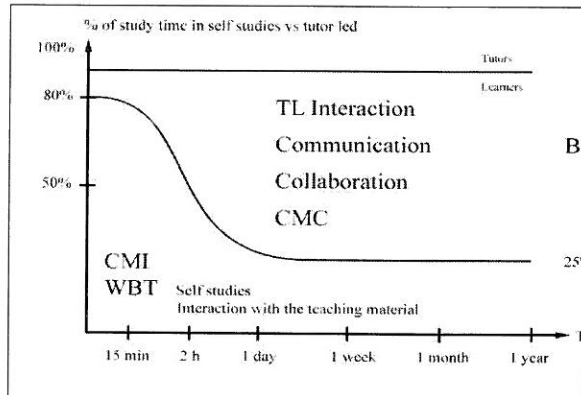 % of study time in self studies vs tutor led
100%
Tutors
Learners
80%
TL Interaction
Communication
B
Collaboration
50%
CMC
CMI
25%
WBT
Self studies
Interaction with the teaching material
T
15 min 2 h 1 day 1 week 1 month 1 year